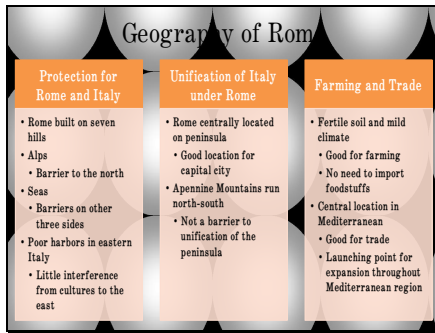 Geography of Rom
Protection for
Rome and Italy
• Rome built on seven
hills
• Alps
• Barrier to the north
• Seas
• Barriers on other
three sides
• Poor harbors in eastern
Italy
• Little interference
from cultures to the
east
Unification of Italy
under Rome
• Rome centrally located
on peninsula
• Good location for
capital city
• Apennine Mountains run
north-south
• Not a barrier to
unification of the
peninsula
Farming and Trade
• Fertile soil and mild
climate
• Good for farming
• No need to import
foodstuffs
• Central location in
Mediterranean
• Good for trade
• Launching point for
expansion throughout
Mediterranean region